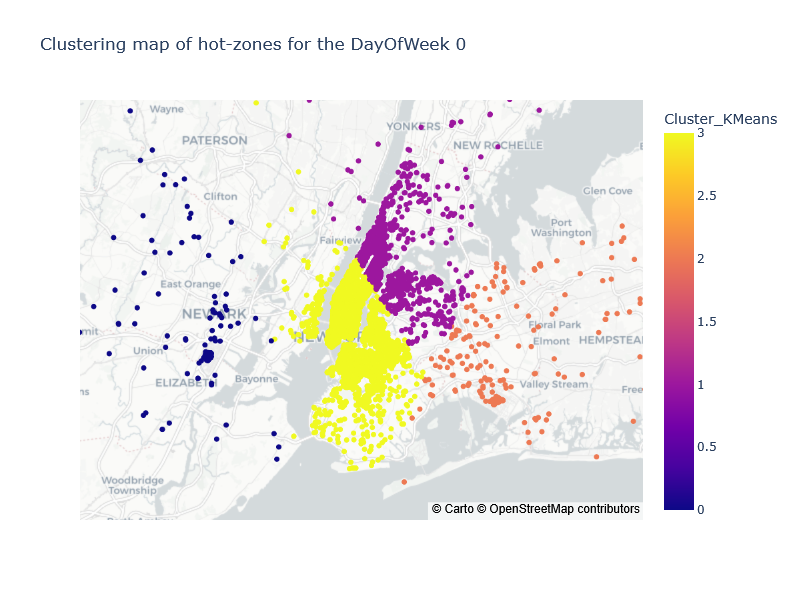 Clustering map of hot-zones for the DayOfWeek 0
Cluster_KMeans
3
2.5
2
1.5
1
0.5
0
Wayne
YONKERS
PATERSON
NEW ROCHELLE
Glen Cove
Clifton
Port
Washington
Fairview
East Orange
NEWARK
Floral Park
Elmont
HEMPSTEA
Union
ELIZABET
Bayonne
Valley Stream
Free
Woodbridge
Township
© Carto © OpenStreetMap contributors